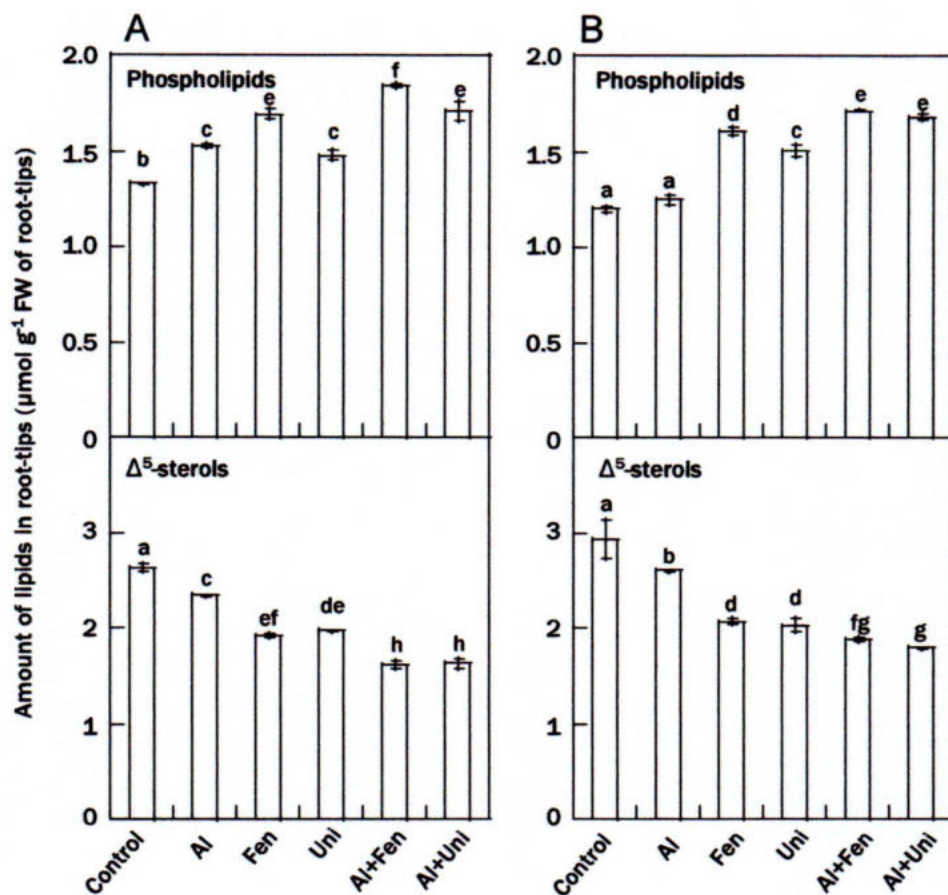 A
B
Amount of lipids in root-tips (μmol g⁻¹ FW of root-tips)
2.0
1.5
1.0
0.5
0
Phospholipids
b
c
e
c
f
e
2.0
1.5
1.0
0.5
0
Phospholipids
a
a
d
c
e
e
3
2
1
0
Δ⁵-sterols
a
c
ef
de
h
h
3
2
1
0
Δ⁵-sterols
a
b
d
d
fg
g
Control
Al
Fen
Uni
Al+Fen
Al+Uni
Control
Al
Fen
Uni
Al+Fen
Al+Uni